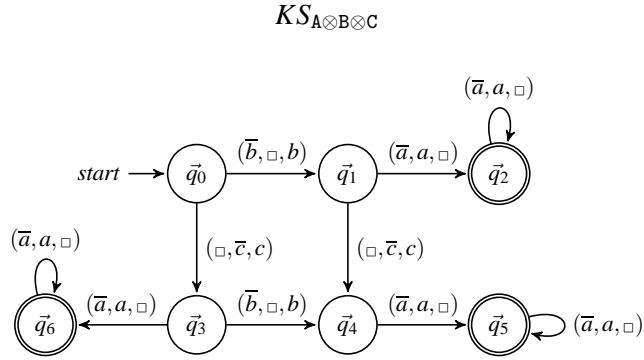 KS_{A⊗B⊗C}
(a̅, a, □)
start q⃗₀ (b̅, □, b) q⃗₁ (a̅, a, □) q⃗₂
(a̅, a, □) (□, c̅, c) (□, c̅, c)
q⃗₆ (a̅, a, □) q⃗₃ (b̅, □, b) q⃗₄ (a̅, a, □) q⃗₅ (a̅, a, □)